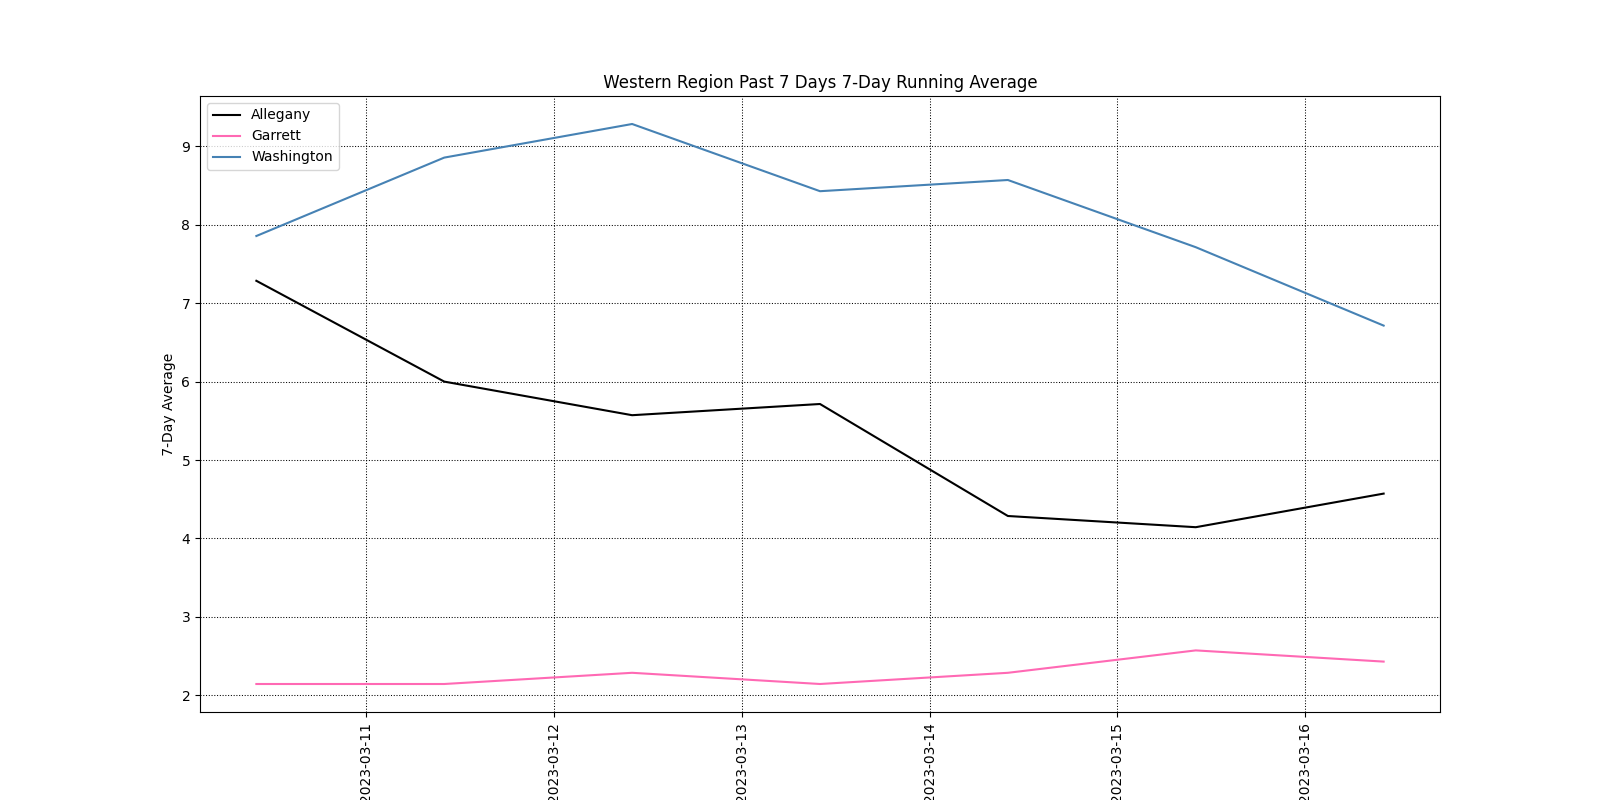 Western Region Past 7 Days 7-Day Running Average
Allegany
Garrett
Washington
9
8
7
6
5
4
3
2
7-Day Average
2023-03-11
2023-03-12
2023-03-13
2023-03-14
2023-03-15
2023-03-16